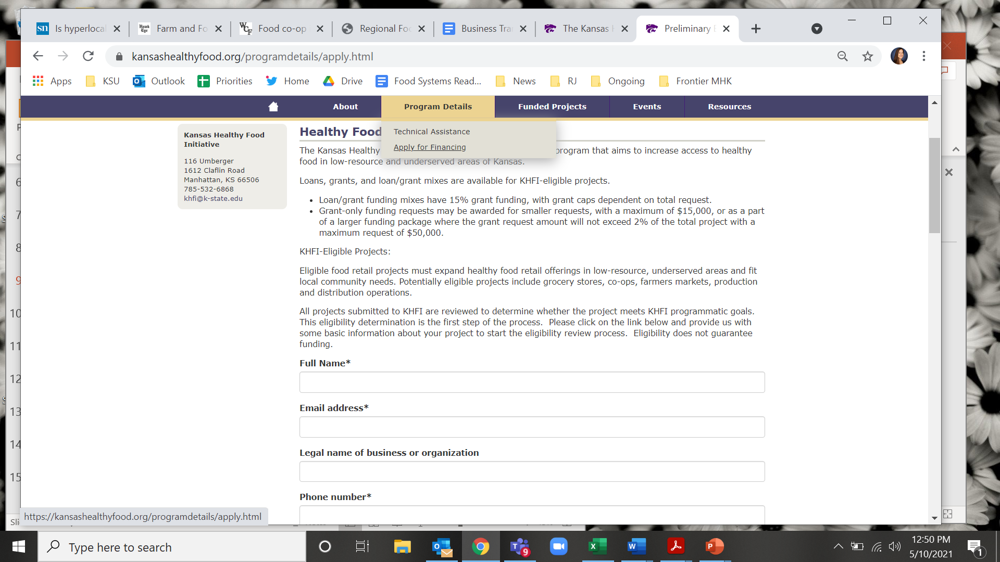 Is hyperlocal
Farm and Fo
Food co-op
Regional Fo
Business Tra
The Kansas
Preliminary
kansashealthyfood.org/programdetails/apply.html
Apps
KSU
Outlook
Priorities
Home
Drive
Food Systems Read...
News
RJ
Ongoing
Frontier MHK
About
Program Details
Funded Projects
Events
Resources
Technical Assistance
Apply for Financing
Kansas Healthy Food
Initiative
116 Umberger
1612 Claflin Road
Manhattan, KS 66506
785-532-6868
khfi@k-state.edu
Healthy Food
The Kansas Healthy program that aims to increase access to healthy
food in low-resource and underserved areas of Kansas.
Loans, grants, and loan/grant mixes are available for KHFI-eligible projects.
• Loan/grant funding mixes have 15% grant funding, with grant caps dependent on total request.
• Grant-only funding requests may be awarded for smaller requests, with a maximum of $15,000, or as a part
of a larger funding package where the grant request amount will not exceed 2% of the total project with a
maximum request of $50,000.
KHFI-Eligible Projects:
Eligible food retail projects must expand healthy food retail offerings in low-resource, underserved areas and fit
local community needs. Potentially eligible projects include grocery stores, co-ops, farmers markets, production
and distribution operations.
All projects submitted to KHFI are reviewed to determine whether the project meets KHFI programmatic goals.
This eligibility determination is the first step of the process.  Please click on the link below and provide us with
some basic information about your project to start the eligibility review process.  Eligibility does not guarantee
funding.
Full Name*
Email address*
Legal name of business or organization
Phone number*
6
7
8
9
10
11
12
13
14
15
https://kansashealthyfood.org/programdetails/apply.html
Type here to search
9
12:50 PM
5/10/2021
1